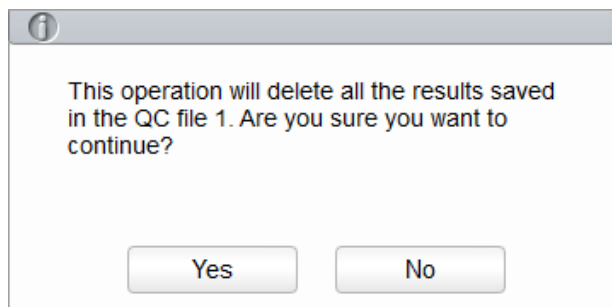 This operation will delete all the results saved
in the QC file 1. Are you sure you want to
continue?
Yes No